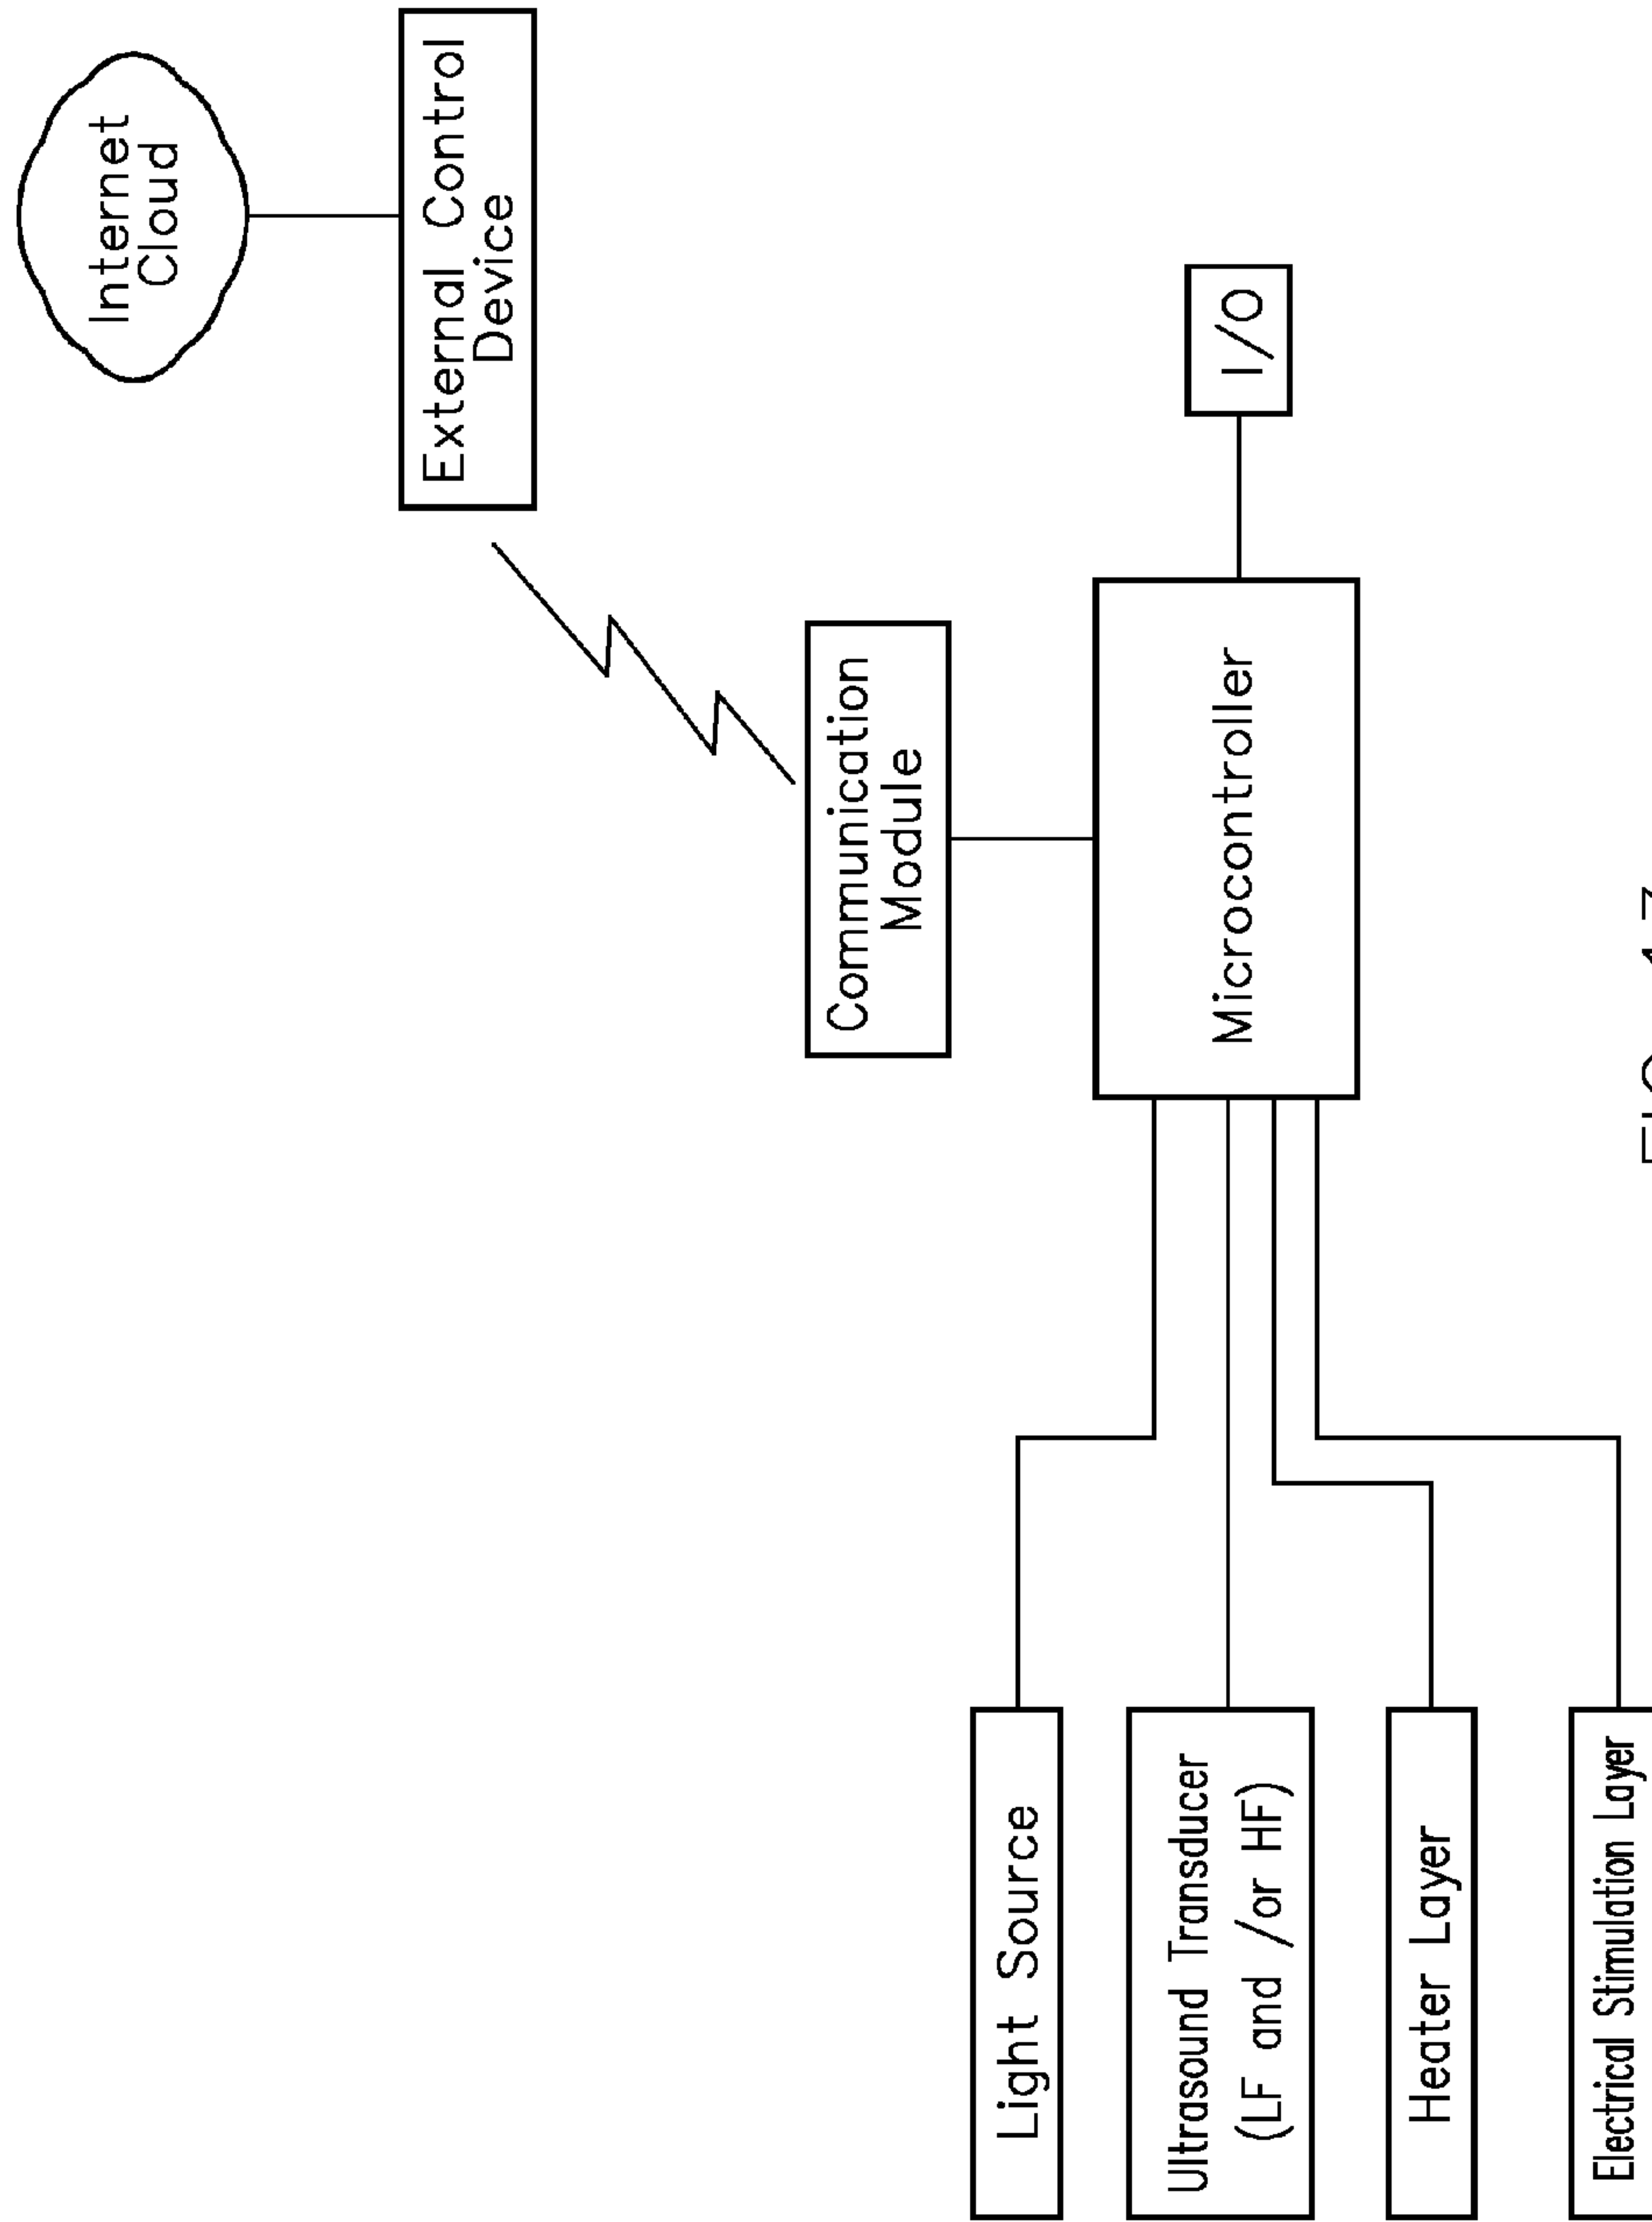 Internet
Cloud
External Control
Device
Communication
Module
Microcontroller
I/O
Light Source
Ultrasound Transducer
(LF and /or HF)
Heater Layer
Electrical Stimulation Layer